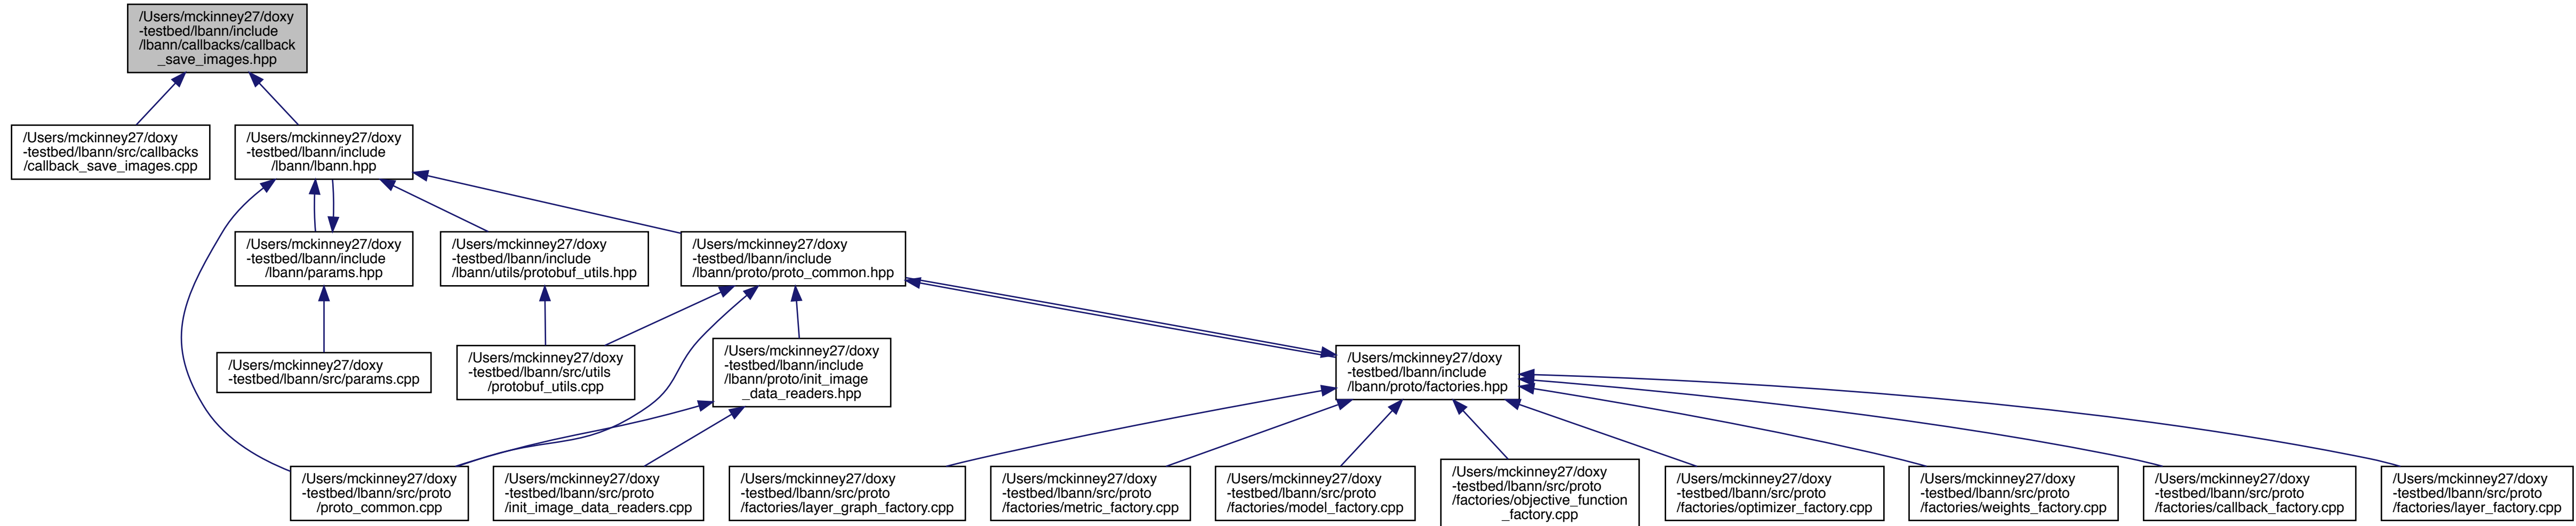 /Users/mckinney27/doxy
-testbed/lbann/include
/lbann/callbacks/callback
_save_images.hpp
/Users/mckinney27/doxy
-testbed/lbann/src/callbacks
/callback_save_images.cpp
/Users/mckinney27/doxy
-testbed/lbann/include
/lbann/lbann.hpp
/Users/mckinney27/doxy
-testbed/lbann/include
/lbann/params.hpp
/Users/mckinney27/doxy
-testbed/lbann/include
/lbann/utils/protobuf_utils.hpp
/Users/mckinney27/doxy
-testbed/lbann/include
/lbann/proto/proto_common.hpp
/Users/mckinney27/doxy
-testbed/lbann/src/params.cpp
/Users/mckinney27/doxy
-testbed/lbann/src/utils
/protobuf_utils.cpp
/Users/mckinney27/doxy
-testbed/lbann/include
/lbann/proto/init_image
_data_readers.hpp
/Users/mckinney27/doxy
-testbed/lbann/include
/lbann/proto/factories.hpp
/Users/mckinney27/doxy
-testbed/lbann/src/proto
/proto_common.cpp
/Users/mckinney27/doxy
-testbed/lbann/src/proto
/init_image_data_readers.cpp
/Users/mckinney27/doxy
-testbed/lbann/src/proto
/factories/layer_graph_factory.cpp
/Users/mckinney27/doxy
-testbed/lbann/src/proto
/factories/metric_factory.cpp
/Users/mckinney27/doxy
-testbed/lbann/src/proto
/factories/model_factory.cpp
/Users/mckinney27/doxy
-testbed/lbann/src/proto
/factories/objective_function
_factory.cpp
/Users/mckinney27/doxy
-testbed/lbann/src/proto
/factories/optimizer_factory.cpp
/Users/mckinney27/doxy
-testbed/lbann/src/proto
/factories/weights_factory.cpp
/Users/mckinney27/doxy
-testbed/lbann/src/proto
/factories/callback_factory.cpp
/Users/mckinney27/doxy
-testbed/lbann/src/proto
/factories/layer_factory.cpp